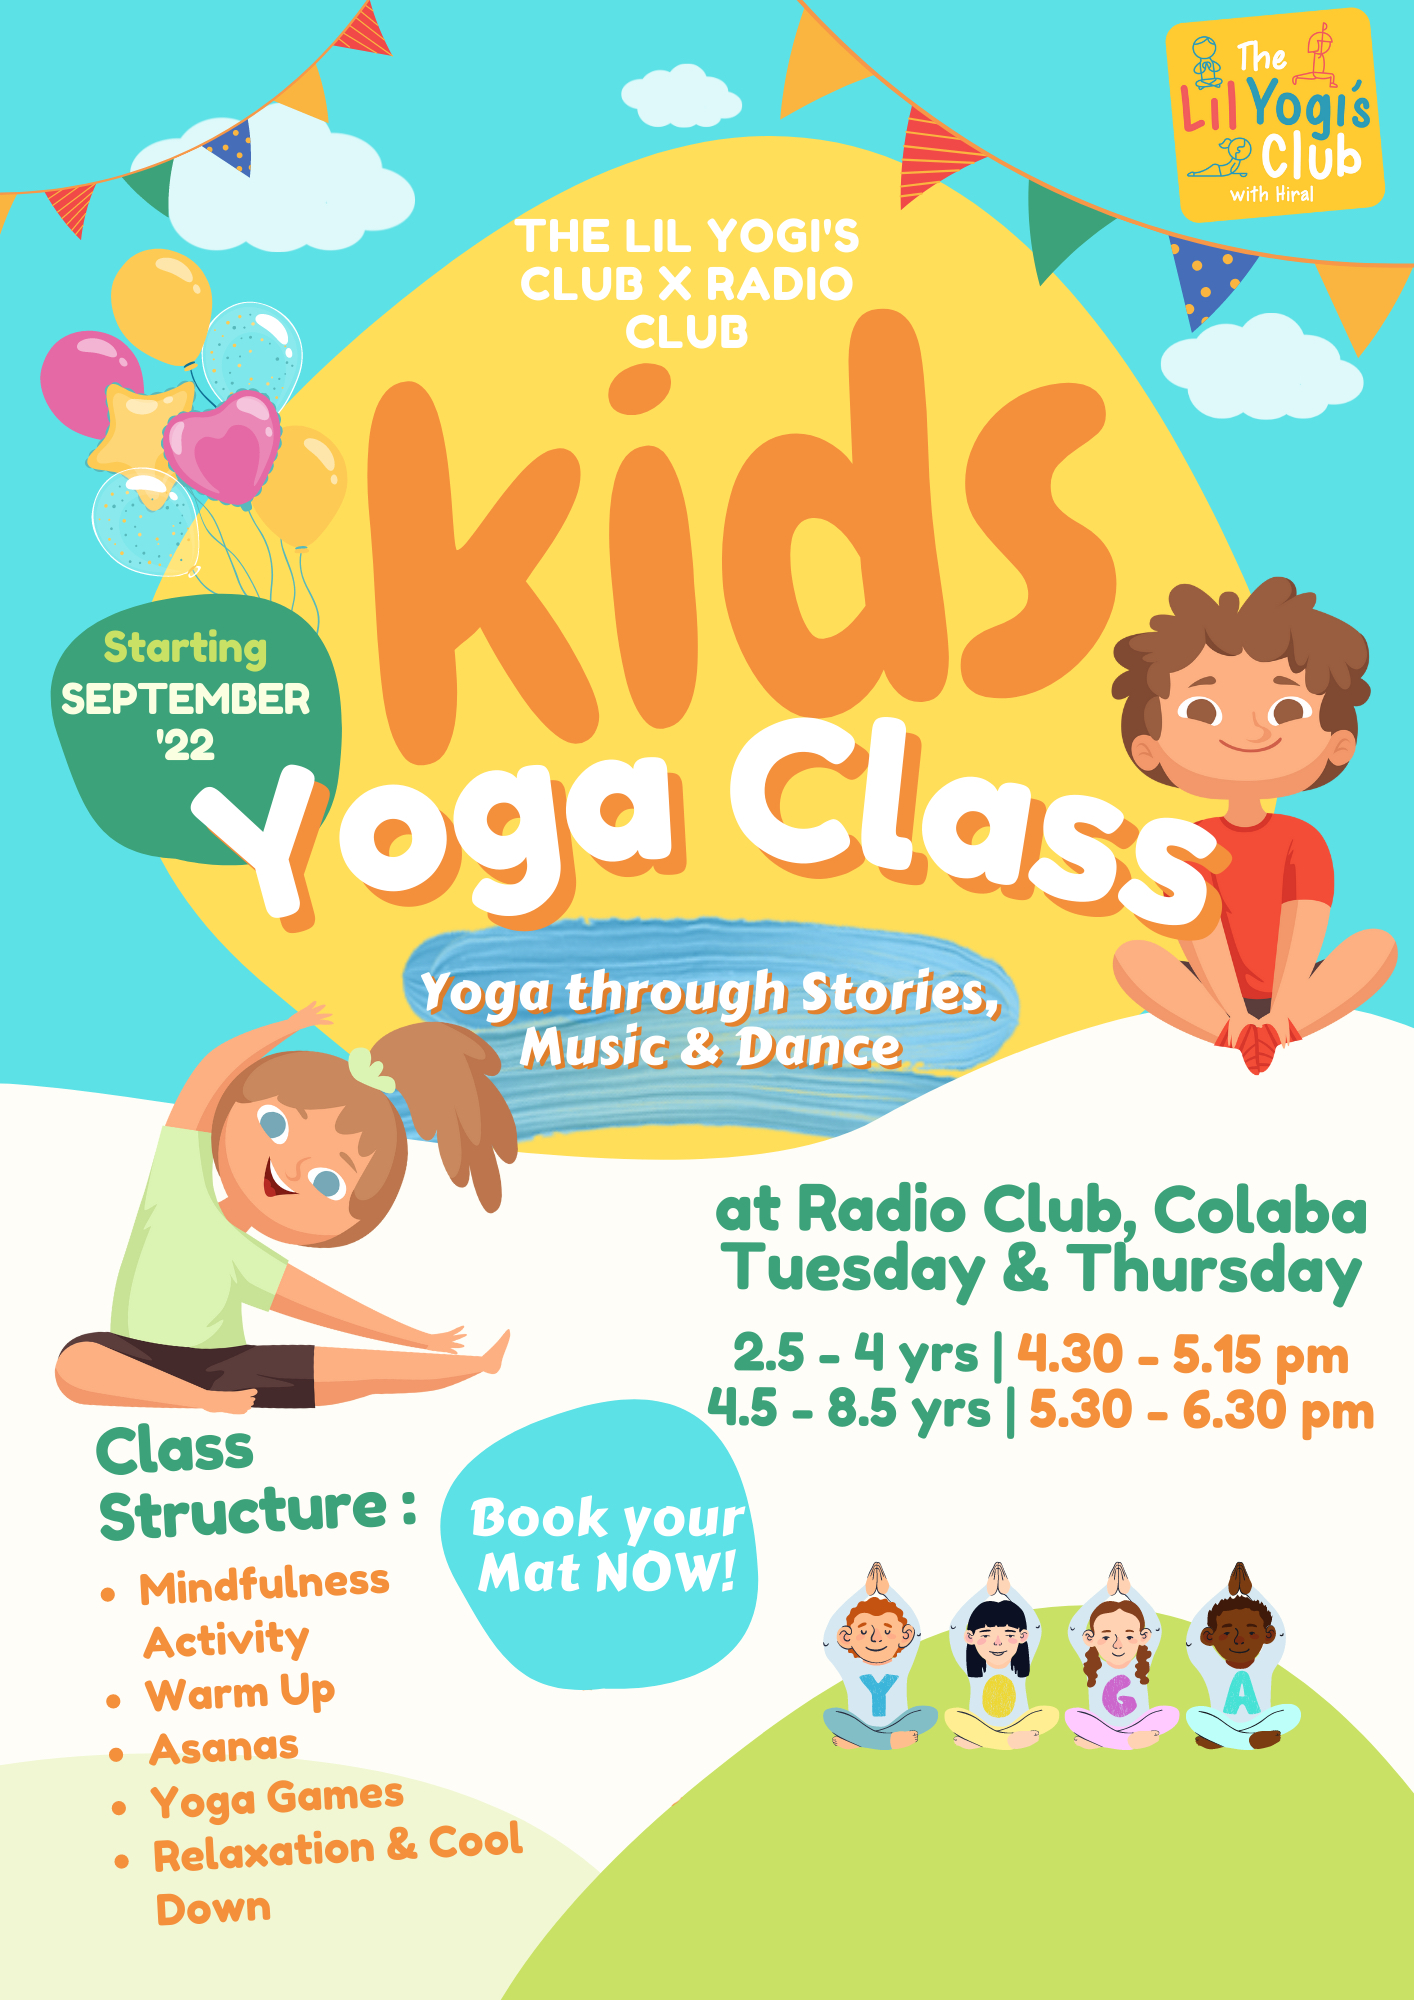 The
Lil Yogi's
Club
with Hiral
THE LIL YOGI'S
CLUB X RADIO
CLUB
kids
Starting
SEPTEMBER
'22
Yoga Class
Yoga through Stories,
Music & Dance
at Radio Club, Colaba
Tuesday & Thursday
2.5 - 4 yrs | 4.30 - 5.15 pm
4.5 - 8.5 yrs | 5.30 - 6.30 pm
Class
Structure :
• Mindfulness
Activity
• Warm Up
• Asanas
• Yoga Games
• Relaxation & Cool
Down
Book your
Mat NOW!
Y O G A